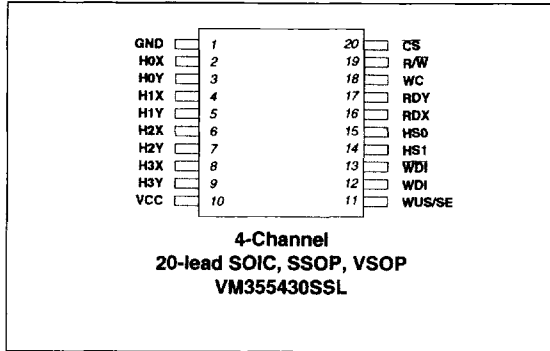 GND 1 20 C̅S̅
H0X 2 19 R/W̅
H0Y 3 18 WC
H1X 4 17 RDY
H1Y 5 16 RDX
H2X 6 15 HS0
H2Y 7 14 HS1
H3X 8 13 W̅D̅I̅
H3Y 9 12 WDI
VCC 10 11 WUS/SE
4-Channel
20-lead SOIC, SSOP, VSOP
VM355430SSL